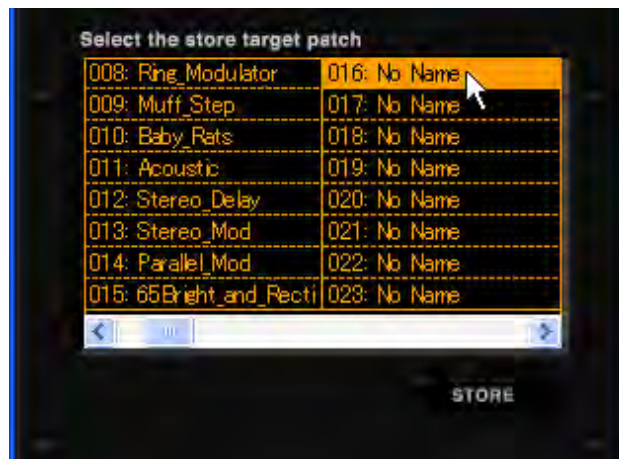 Select the store target patch
008: Ring_Modulator 016: No Name
009: Muff_Step 017: No Name
010: Baby_Rats 018: No Name
011: Acoustic 019: No Name
012: Stereo_Delay 020: No Name
013: Stereo_Mod 021: No Name
014: Parallel_Mod 022: No Name
015: 65Bright_and_Recti 023: No Name
STORE